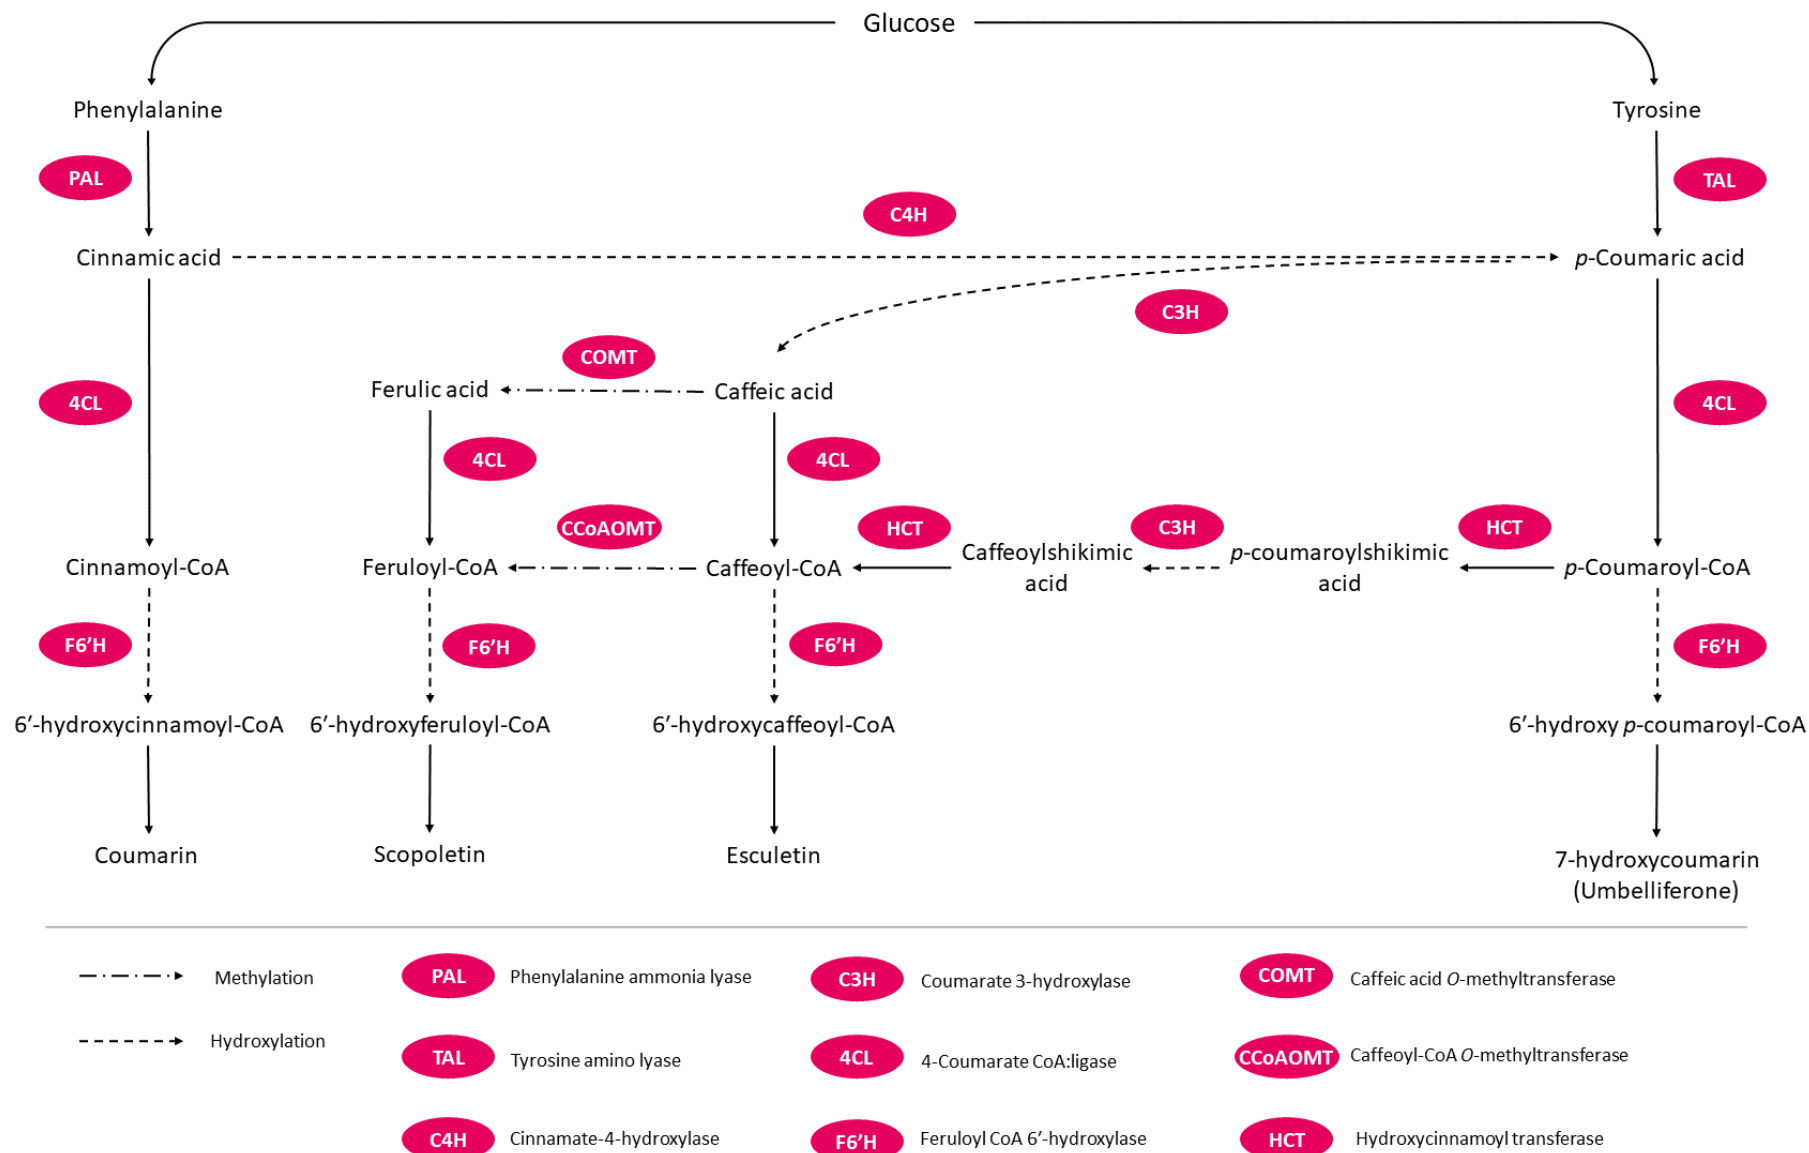 Glucose
Phenylalanine
Tyrosine
PAL
TAL
C4H
Cinnamic acid
p-Coumaric acid
C3H
COMT
Ferulic acid
Caffeic acid
4CL
4CL
4CL
4CL
CCoAOMT
HCT
C3H
HCT
Cinnamoyl-CoA
Feruloyl-CoA
Caffeoyl-CoA
Caffeoylshikimic
acid
p-coumaroylshikimic
acid
p-Coumaroyl-CoA
F6’H
F6’H
F6’H
F6’H
6’-hydroxycinnamoyl-CoA
6’-hydroxyferuloyl-CoA
6’-hydroxycaffeoyl-CoA
6’-hydroxy p-coumaroyl-CoA
Coumarin
Scopoletin
Esculetin
7-hydroxycoumarin
(Umbelliferone)
Methylation
PAL Phenylalanine ammonia lyase
C3H Coumarate 3-hydroxylase
COMT Caffeic acid O-methyltransferase
Hydroxylation
TAL Tyrosine amino lyase
4CL 4-Coumarate CoA:ligase
CCoAOMT Caffeoyl-CoA O-methyltransferase
C4H Cinnamate-4-hydroxylase
F6’H Feruloyl CoA 6’-hydroxylase
HCT Hydroxycinnamoyl transferase